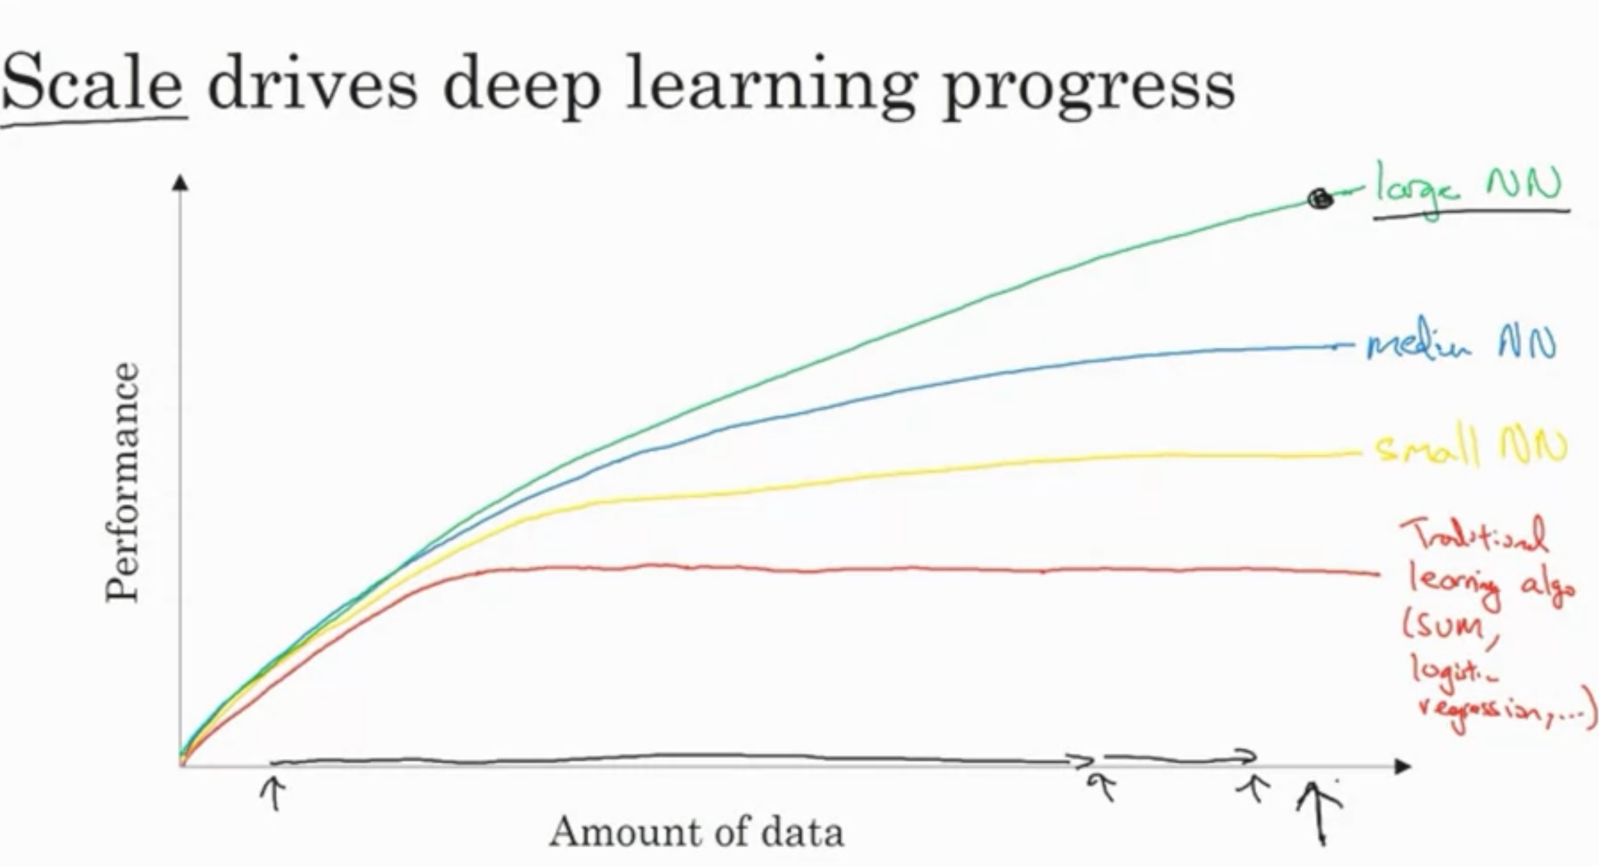 Scale drives deep learning progress
large NN
medium NN
small NN
Traditional
learning algo
(SVM,
logistic
regression,...)
Performance
Amount of data